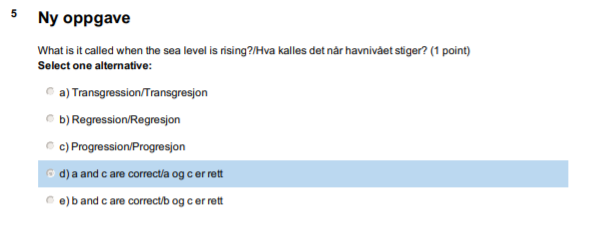 5
Ny oppgave
What is it called when the sea level is rising?/Hva kalles det når havnivået stiger? (1 point)
Select one alternative:
a) Transgression/Transgresjon
b) Regression/Regresjon
c) Progression/Progresjon
d) a and c are correct/a og c er rett
e) b and c are correct/b og c er rett